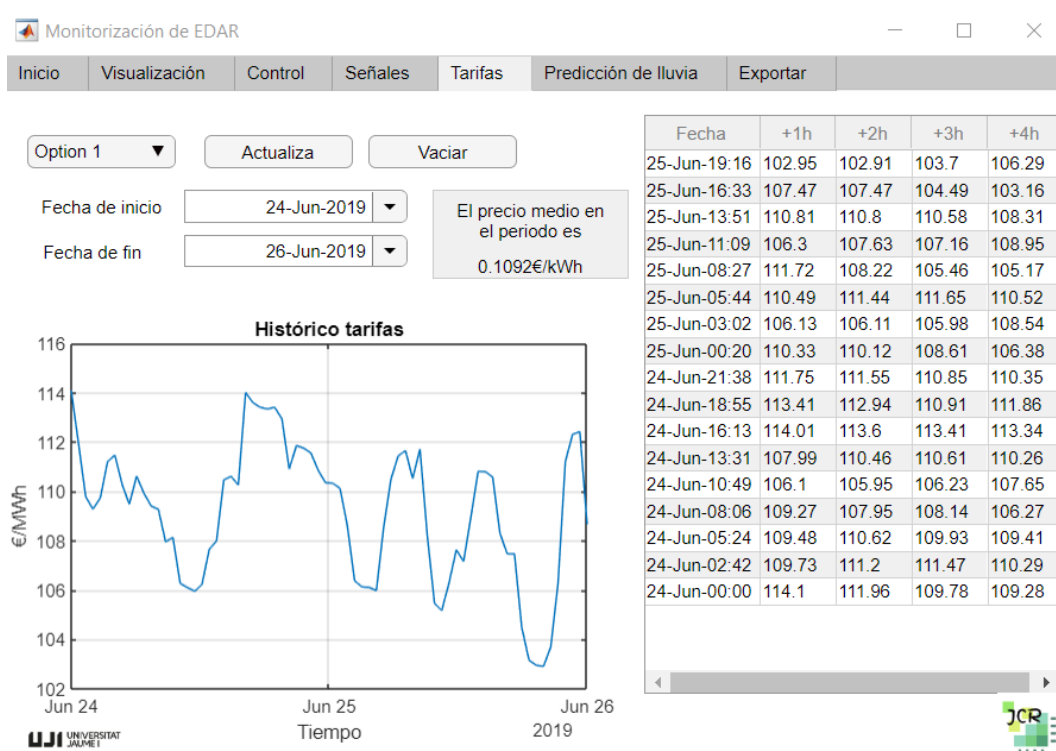 Monitorización de EDAR
Inicio Visualización Control Señales Tarifas Predicción de lluvia Exportar
Option 1 Actualiza Vaciar
Fecha de inicio 24-Jun-2019
Fecha de fin 26-Jun-2019
El precio medio en
el periodo es
0.1092€/kWh
Histórico tarifas
116
114
112
110
108
106
104
102
€/MWh
Jun 24 Jun 25 Jun 26
Tiempo 2019
UJI UNIVERSITAT
JAUME I
Fecha +1h +2h +3h +4h
25-Jun-19:16 102.95 102.91 103.7 106.29
25-Jun-16:33 107.47 107.47 104.49 103.16
25-Jun-13:51 110.81 110.8 110.58 108.31
25-Jun-11:09 106.3 107.63 107.16 108.95
25-Jun-08:27 111.72 108.22 105.46 105.17
25-Jun-05:44 110.49 111.44 111.65 110.52
25-Jun-03:02 106.13 106.11 105.98 108.54
25-Jun-00:20 110.33 110.12 108.61 106.38
24-Jun-21:38 111.75 111.55 110.85 110.35
24-Jun-18:55 113.41 112.94 110.91 111.86
24-Jun-16:13 114.01 113.6 113.41 113.34
24-Jun-13:31 107.99 110.46 110.61 110.26
24-Jun-10:49 106.1 105.95 106.23 107.65
24-Jun-08:06 109.27 107.95 108.14 106.27
24-Jun-05:24 109.48 110.62 109.93 109.41
24-Jun-02:42 109.73 111.2 111.47 110.29
24-Jun-00:00 114.1 111.96 109.78 109.28
JCR